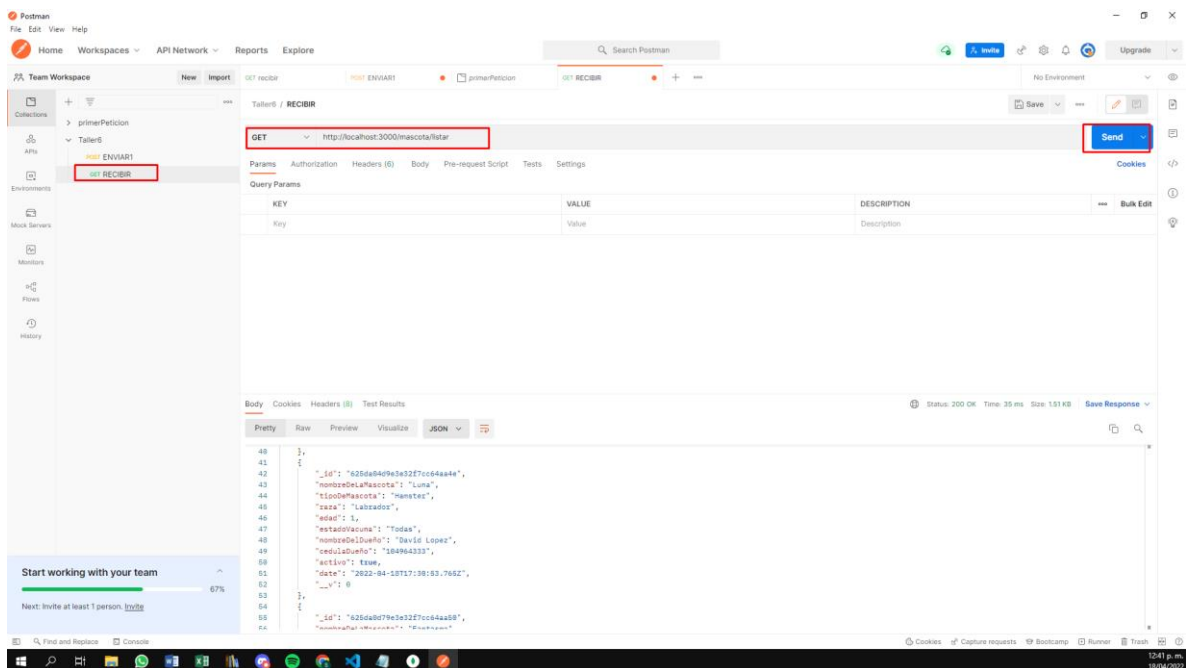 Postman
File Edit View Help
Home Workspaces API Network Reports Explore
Search Postman
Invite
Upgrade
Team Workspace New Import
GET recibir POST ENVIAR1 primerPeticion GET RECIBIR
No Environment
Collections
APIs
Environments
Mock Servers
Monitors
Flows
History
primerPeticion
Taller6
POST ENVIAR1
GET RECIBIR
Taller6 / RECIBIR
Save
GET http://localhost:3000/mascota/listar
Send
Params Authorization Headers (6) Body Pre-request Script Tests Settings
Cookies
Query Params
KEY VALUE DESCRIPTION Bulk Edit
Key Value Description
Body Cookies Headers (8) Test Results
Status: 200 OK Time: 35 ms Size: 1.51 KB Save Response
Pretty Raw Preview Visualize JSON
40 },
41 {
42 "_id": "625da84d9e3e32f7cc64aa4e",
43 "nombreDeLaMascota": "Luna",
44 "tipoDeMascota": "Hamster",
45 "raza": "Labrador",
46 "edad": 1,
47 "estadoVacuna": "Todas",
48 "nombreDelDueño": "David Lopez",
49 "cedulaDueño": "104964333",
50 "activo": true,
51 "date": "2022-04-18T17:30:53.765Z",
52 "__v": 0
53 },
54 {
55 "_id": "625da8d79e3e32f7cc64aa50",
Start working with your team
67%
Next: Invite at least 1 person. Invite
Find and Replace Console
Cookies Capture requests Bootcamp Runner Trash
12:41 p. m.
18/04/2022